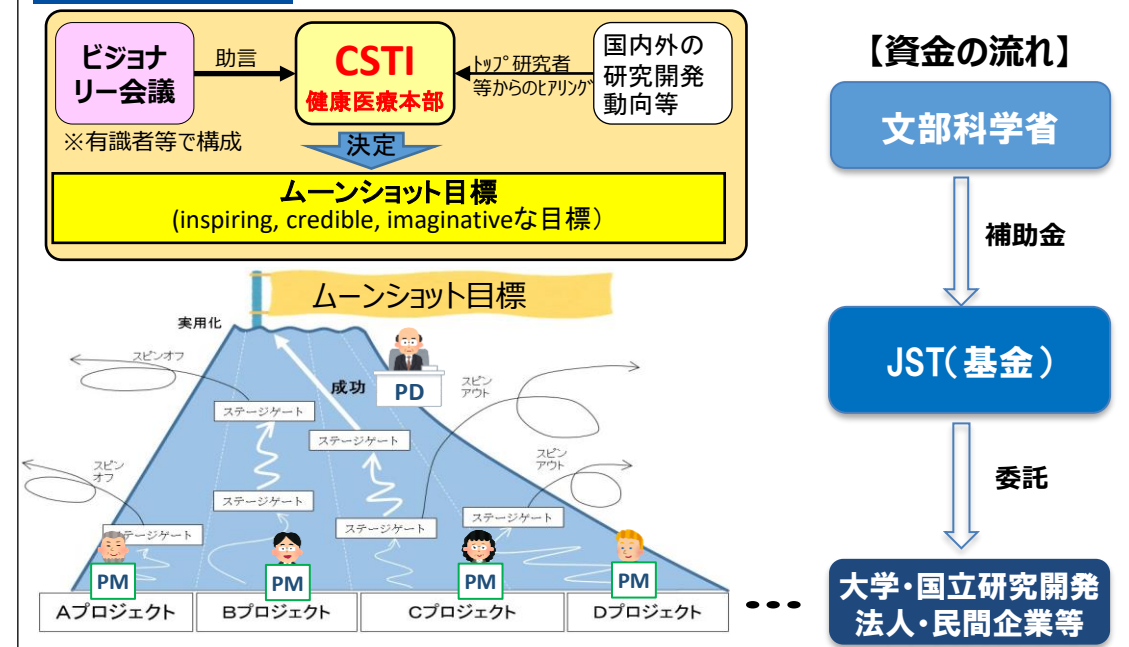 ビジョナ
リー会議
助言
CSTI
健康医療本部
トップ研究者
等からのヒアリング
国内外の
研究開発
動向等
※有識者等で構成
決定
ムーンショット目標
(inspiring, credible, imaginativeな目標）
ムーンショット目標
実用化
スピンオフ
成功
PD
スピン
アウト
ステージゲート
ステージゲート
スピン
オフ
スピン
アウト
ステージゲート
ステージゲート
ステージゲート
ステージゲート
PM
PM
PM
PM
Aプロジェクト
Bプロジェクト
Cプロジェクト
Dプロジェクト
•••
【資金の流れ】
文部科学省
補助金
JST(基金）
委託
大学・国立研究開発
法人・民間企業等